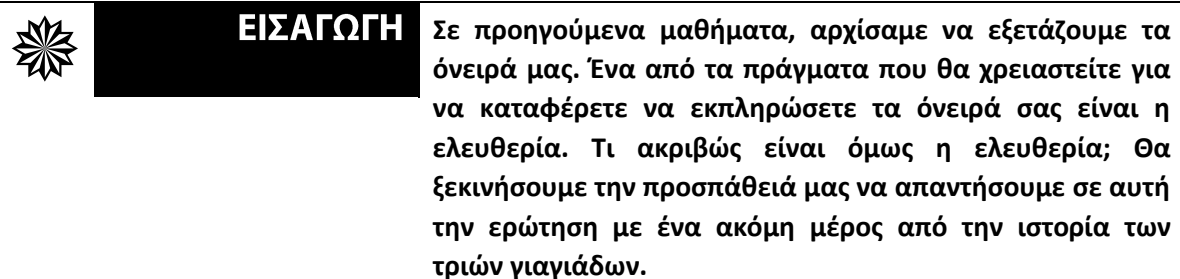 ΕΙΣΑΓΩΓΗ
Σε προηγούμενα μαθήματα, αρχίσαμε να εξετάζουμε τα
όνειρά μας. Ένα από τα πράγματα που θα χρειαστείτε για
να καταφέρετε να εκπληρώσετε τα όνειρά σας είναι η
ελευθερία. Τι ακριβώς είναι όμως η ελευθερία; Θα
ξεκινήσουμε την προσπάθειά μας να απαντήσουμε σε αυτή
την ερώτηση με ένα ακόμη μέρος από την ιστορία των
τριών γιαγιάδων.